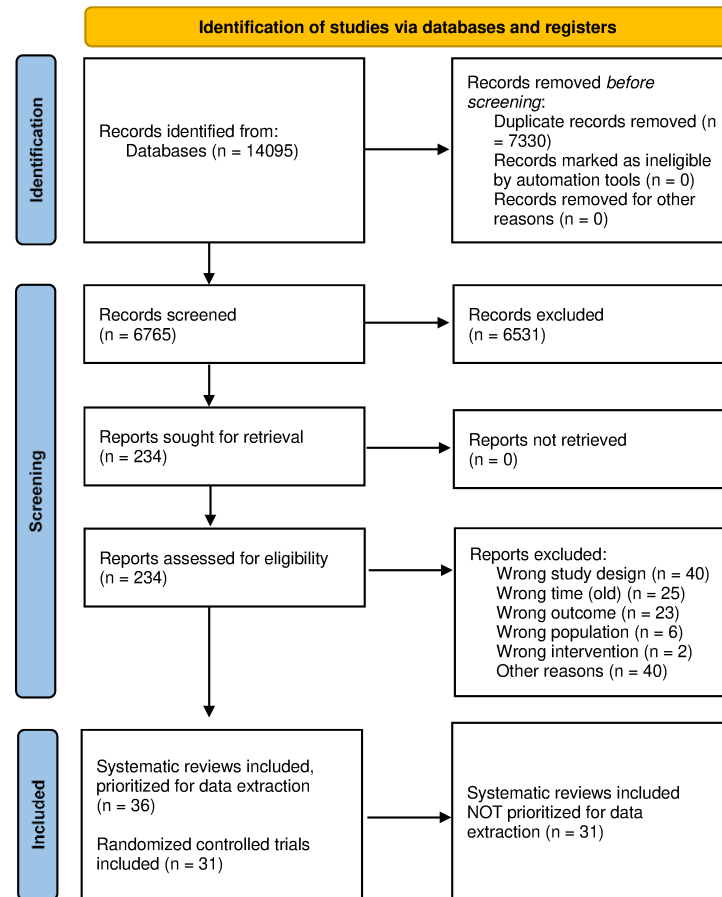 Identification of studies via databases and registers
Identification
Records identified from:
Databases (n = 14095)
Records removed before
screening:
Duplicate records removed (n
= 7330)
Records marked as ineligible
by automation tools (n = 0)
Records removed for other
reasons (n = 0)
Screening
Records screened
(n = 6765)
Records excluded
(n = 6531)
Reports sought for retrieval
(n = 234)
Reports not retrieved
(n = 0)
Reports assessed for eligibility
(n = 234)
Reports excluded:
Wrong study design (n = 40)
Wrong time (old) (n = 25)
Wrong outcome (n = 23)
Wrong population (n = 6)
Wrong intervention (n = 2)
Other reasons (n = 40)
Included
Systematic reviews included,
prioritized for data extraction
(n = 36)
Randomized controlled trials
included (n = 31)
Systematic reviews included
NOT prioritized for data
extraction (n = 31)